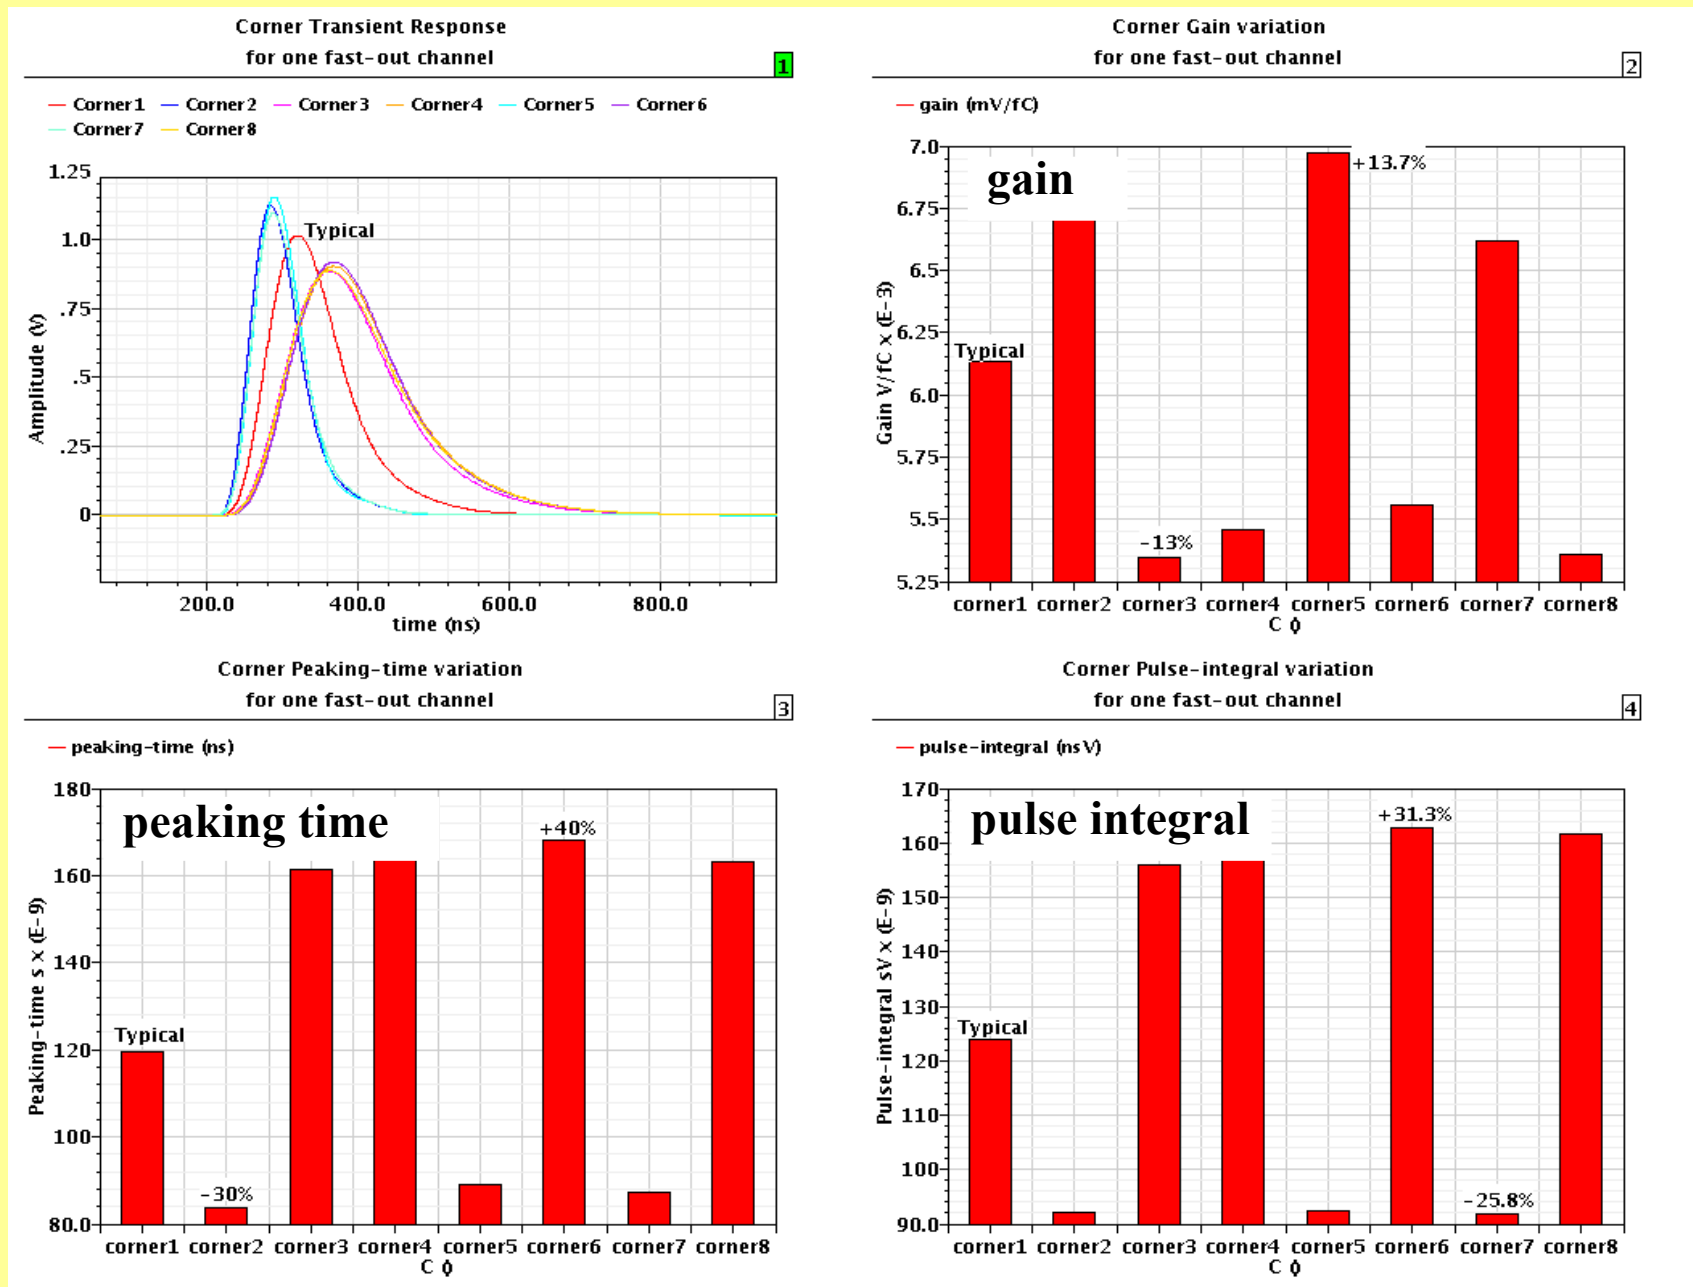 Corner Transient Response
for one fast-out channel
1
Corner1 Corner2 Corner3 Corner4 Corner5 Corner6
Corner7 Corner8
1.25
1.0
.75
.5
.25
0
Amplitude (V)
Typical
200.0 400.0 600.0 800.0
time (ns)
Corner Gain variation
for one fast-out channel
2
gain (mV/fC)
7.0
6.75
6.5
6.25
6.0
5.75
5.5
5.25
Gain V/fC x (E-3)
gain
+13.7%
Typical
-13%
corner1 corner2 corner3 corner4 corner5 corner6 corner7 corner8
C ()
Corner Peaking-time variation
for one fast-out channel
3
peaking-time (ns)
180
160
140
120
100
80.0
Peaking-time s x (E-9)
peaking time
+40%
Typical
-30%
corner1 corner2 corner3 corner4 corner5 corner6 corner7 corner8
C ()
Corner Pulse-integral variation
for one fast-out channel
4
pulse-integral (nsV)
170
160
150
140
130
120
110
100
90.0
Pulse-integral sV x (E-9)
pulse integral
+31.3%
Typical
-25.8%
corner1 corner2 corner3 corner4 corner5 corner6 corner7 corner8
C ()